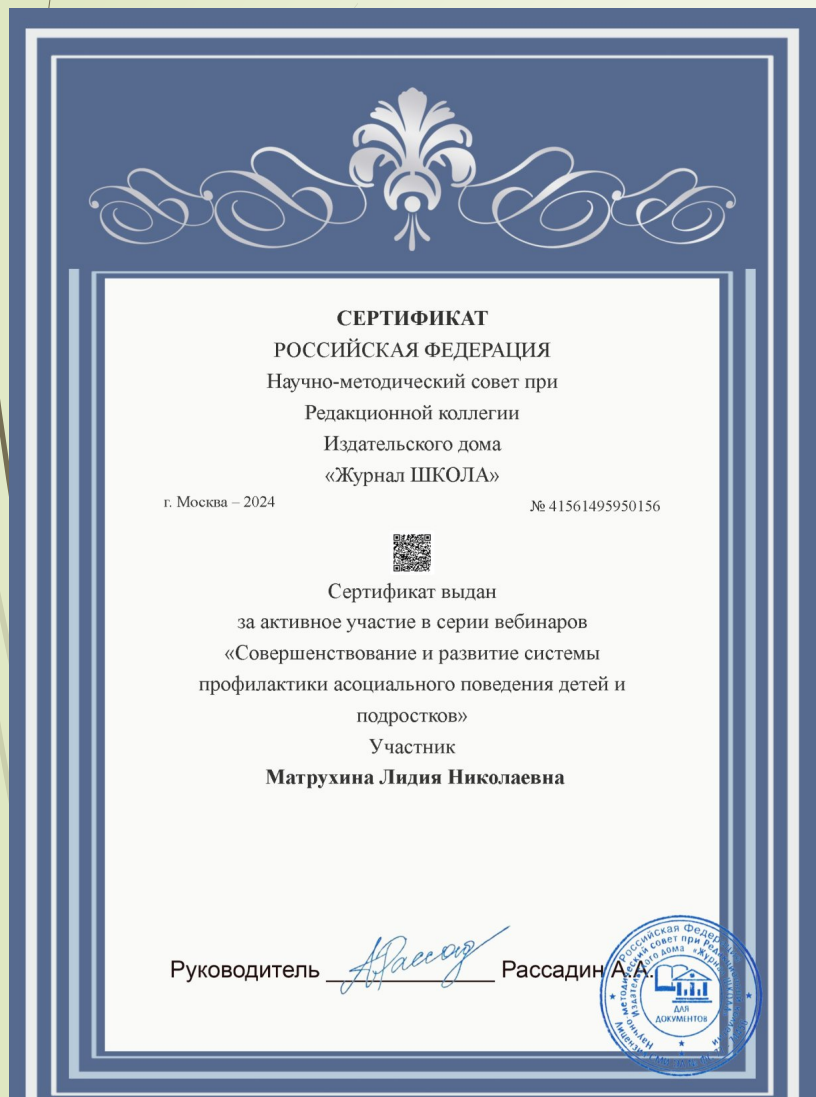 СЕРТИФИКАТ
РОССИЙСКАЯ ФЕДЕРАЦИЯ
Научно-методический совет при
Редакционной коллегии
Издательского дома
«Журнал ШКОЛА»
г. Москва – 2024
№ 41561495950156
Сертификат выдан
за активное участие в серии вебинаров
«Совершенствование и развитие системы
профилактики асоциального поведения детей и
подростков»
Участник
Матрухина Лидия Николаевна
Руководитель
Рассадин А.А.
ДЛЯ
ДОКУМЕНТОВ